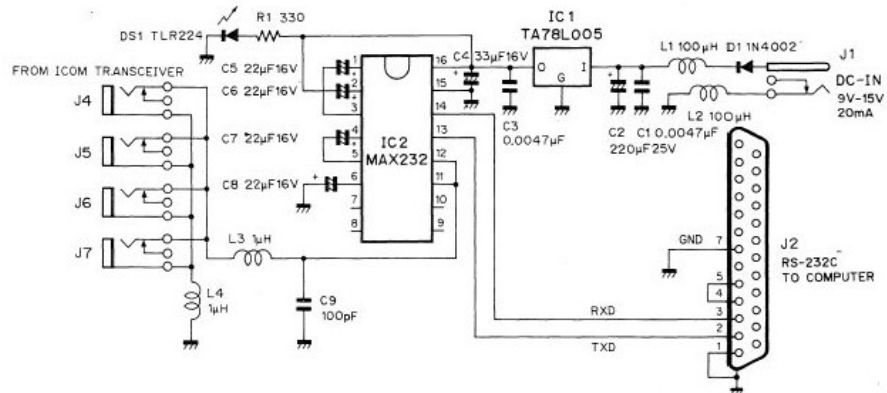 DS1 TLR224
R1 330
IC1
TA78L005
L1 100μH
D1 1N4002
J1
DC-IN
9V-15V
20mA
L2 100μH
FROM ICOM TRANSCEIVER
J4
J5
J6
J7
C5 22μF16V
C6 22μF16V
C7 22μF16V
C8 22μF16V
C4 33μF16V
+
+
+
+
+
+
1
2
3
4
5
6
7
8
16
15
14
13
12
11
10
9
IC2
MAX232
O
I
G
C3
0.0047μF
C2
220μF25V
C1 0.0047μF
L3 1μH
L4
1μH
C9
100pF
GND
7
5
4
3
2
1
J2
RS-232C
TO COMPUTER
RXD
TXD